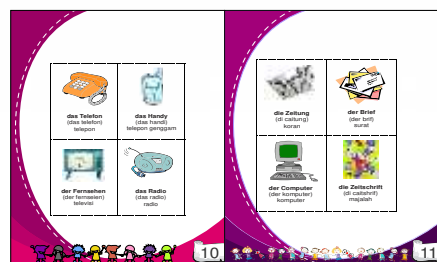 das Telefon
(das telefon)
telepon
das Handy
(das handi)
telepon genggam
der Fernsehen
(der fernseien)
televisi
das Radio
(das radio)
radio
10
die Zeitung
(di caitung)
koran
der Brief
(der brif)
surat
der Computer
(der komputer)
komputer
die Zeitschrift
(di caitshrif)
majalah
11